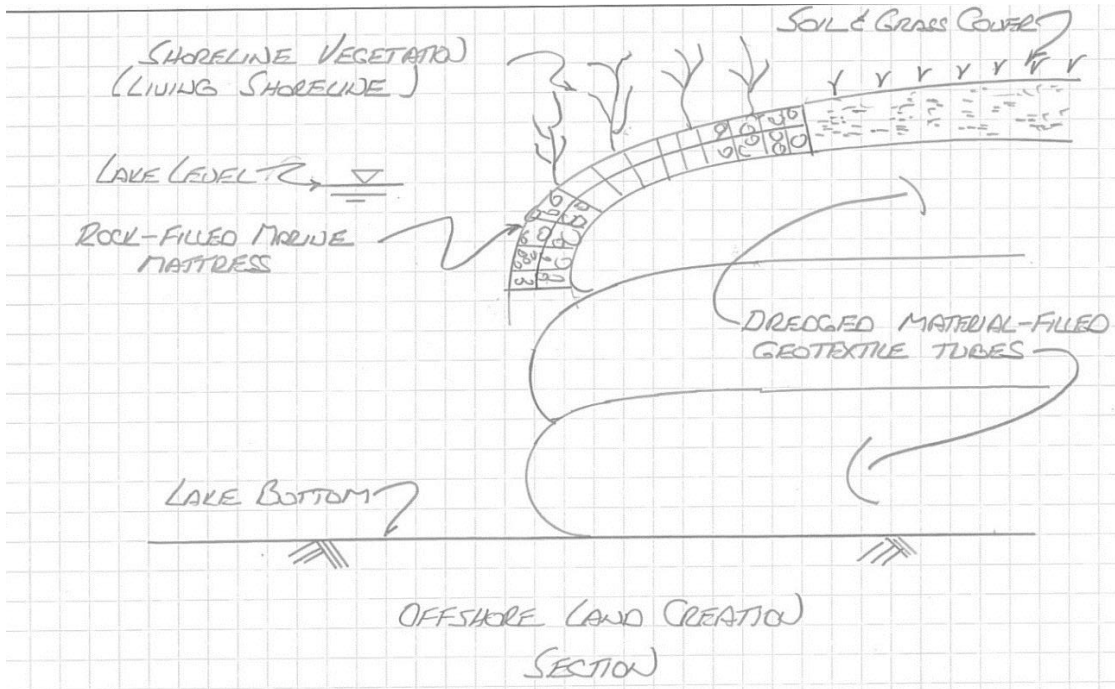 SOIL & GRASS COVER
SHORELINE VEGETATION
(LIVING SHORELINE)
LAKE LEVEL
ROCK-FILLED MARINE
MATTRESS
DREDGED MATERIAL-FILLED
GEOTEXTILE TUBES
LAKE BOTTOM
OFFSHORE LAND CREATION
SECTION